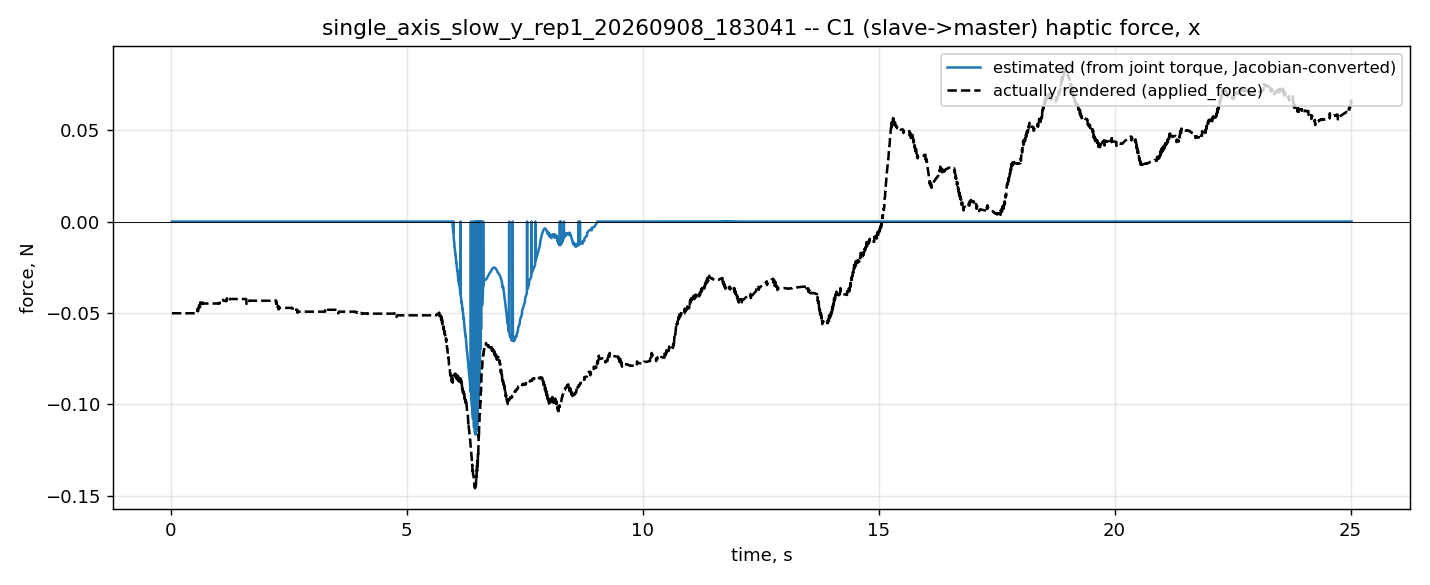 single_axis_slow_y_rep1_20260908_183041 -- C1 (slave->master) haptic force, x
estimated (from joint torque, Jacobian-converted)
actually rendered (applied_force)
force, N
0.05
0.00
−0.05
−0.10
−0.15
0
5
10
15
20
25
time, s